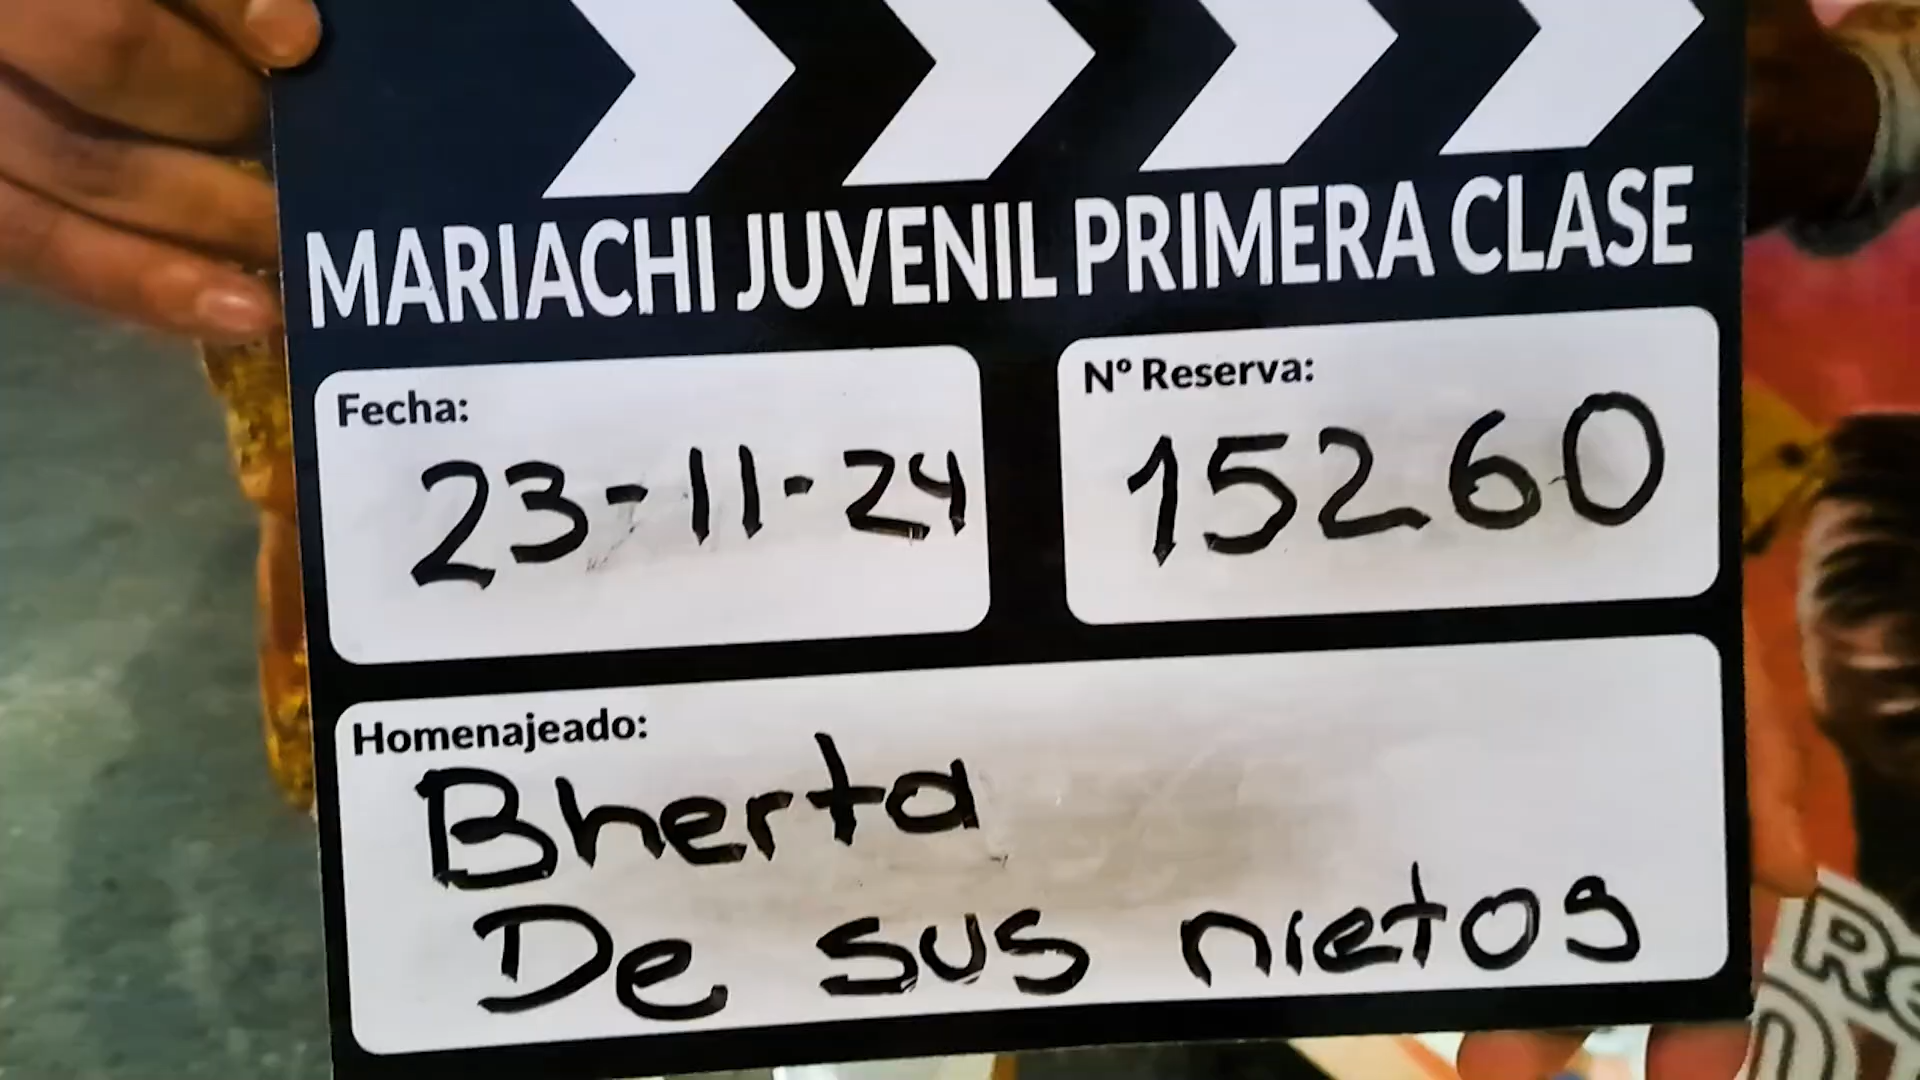 MARIACHI JUVENIL PRIMERA CLASE
Fecha:
23-11-24
Nº Reserva:
15260
Homenajeado:
Bherta
De sus nietos